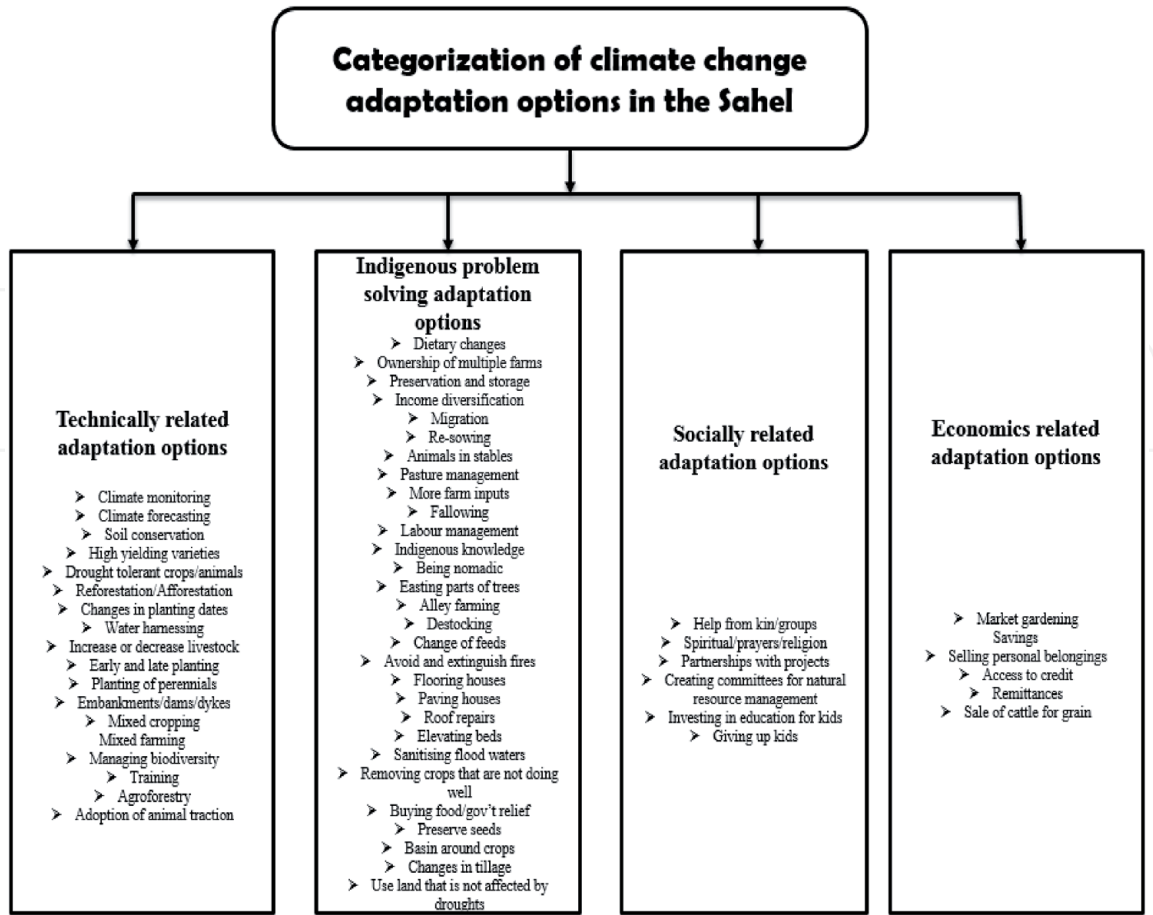 Categorization of climate change
adaptation options in the Sahel
Technically related
adaptation options
➤ Climate monitoring
➤ Climate forecasting
➤ Soil conservation
➤ High yielding varieties
➤ Drought tolerant crops/animals
➤ Reforestation/Afforestation
➤ Changes in planting dates
➤ Water harnessing
➤ Increase or decrease livestock
➤ Early and late planting
➤ Planting of perennials
➤ Embankments/dams/dykes
➤ Mixed cropping
Mixed farming
➤ Managing biodiversity
➤ Training
➤ Agroforestry
➤ Adoption of animal traction
Indigenous problem
solving adaptation
options
➤ Dietary changes
➤ Ownership of multiple farms
➤ Preservation and storage
➤ Income diversification
➤ Migration
➤ Re-sowing
➤ Animals in stables
➤ Pasture management
➤ More farm inputs
➤ Fallowing
➤ Labour management
➤ Indigenous knowledge
➤ Being nomadic
➤ Easting parts of trees
➤ Alley farming
➤ Destocking
➤ Change of feeds
➤ Avoid and extinguish fires
➤ Flooring houses
➤ Paving houses
➤ Roof repairs
➤ Elevating beds
➤ Sanitising flood waters
➤ Removing crops that are not doing
well
➤ Buying food/gov't relief
➤ Preserve seeds
➤ Basin around crops
➤ Changes in tillage
➤ Use land that is not affected by
droughts
Socially related
adaptation options
➤ Help from kin/groups
➤ Spiritual/prayers/religion
➤ Partnerships with projects
➤ Creating committees for natural
resource management
➤ Investing in education for kids
➤ Giving up kids
Economics related
adaptation options
➤ Market gardening
Savings
➤ Selling personal belongings
➤ Access to credit
➤ Remittances
➤ Sale of cattle for grain